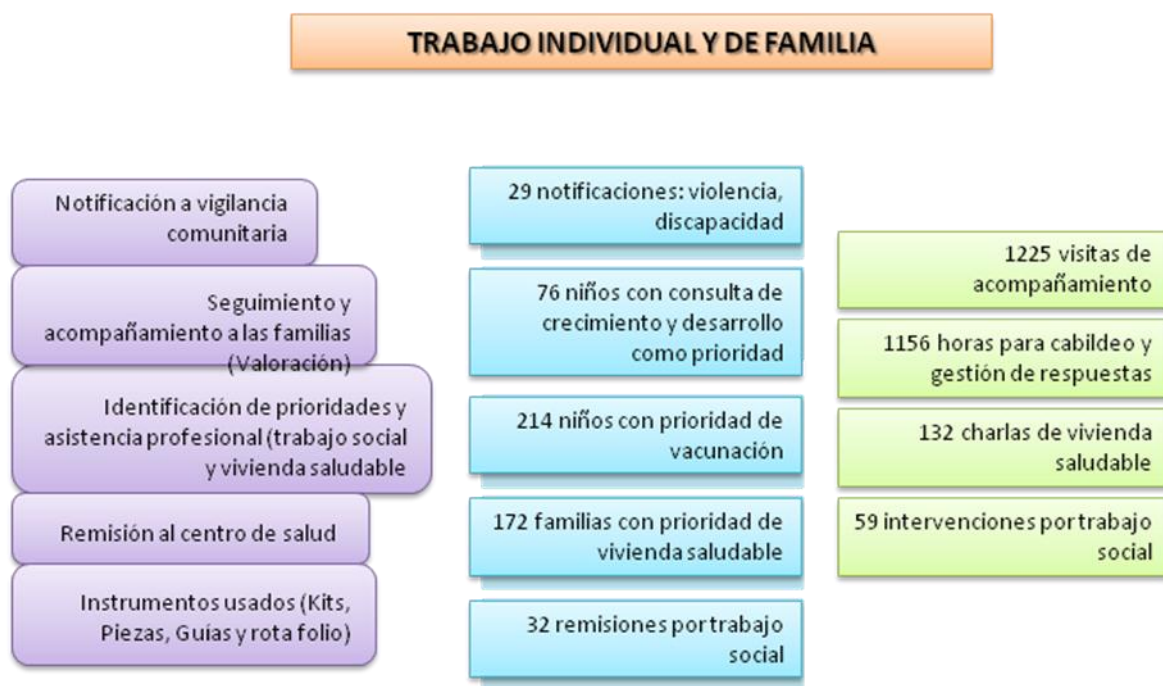 TRABAJO INDIVIDUAL Y DE FAMILIA
Notificación a vigilancia
comunitaria
Seguimiento y
acompañamiento a las familias
(Valoración)
Identificación de prioridades y
asistencia profesional (trabajo social
y vivienda saludable
Remisión al centro de salud
Instrumentos usados (Kits,
Piezas, Guías y rota folio)
29 notificaciones: violencia,
discapacidad
76 niños con consulta de
crecimiento y desarrollo
como prioridad
214 niños con prioridad de
vacunación
172 familias con prioridad de
vivienda saludable
32 remisiones por trabajo
social
1225 visitas de
acompañamiento
1156 horas para cabildeo y
gestión de respuestas
132 charlas de vivienda
saludable
59 intervenciones por trabajo
social